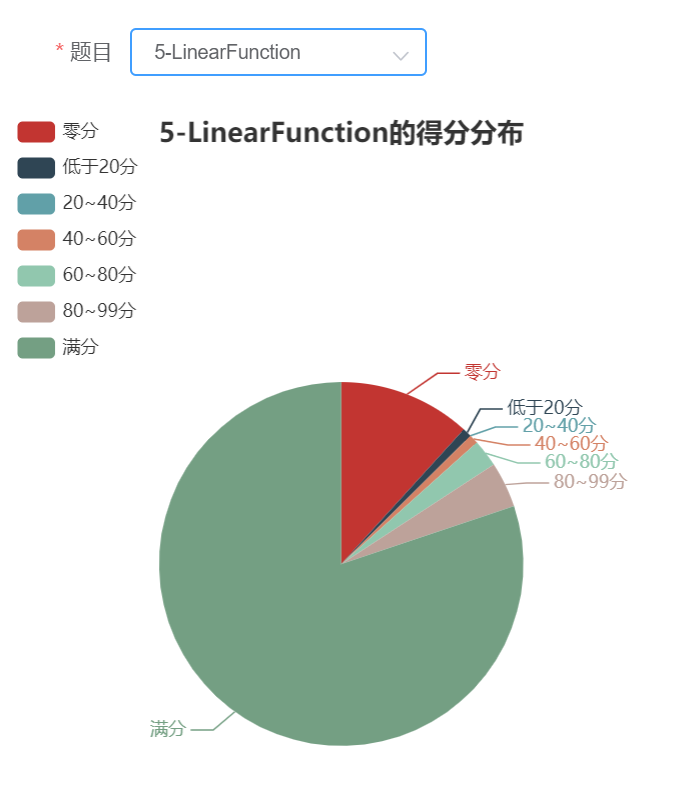 * 题目
5-LinearFunction
5-LinearFunction的得分分布
零分
低于20分
20~40分
40~60分
60~80分
80~99分
满分
零分
低于20分
20~40分
40~60分
60~80分
80~99分
满分